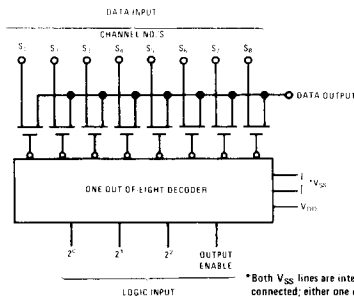 DATA INPUT
CHANNEL NO.'S
S₁ S₂ S₃ S₄ S₅ S₆ S₇ S₈
DATA OUTPUT
ONE OUT OF-EIGHT DECODER
*VSS
VDD
2⁰ 2¹ 2² OUTPUT
ENABLE
LOGIC INPUT
*Both VSS lines are inte
connected; either one